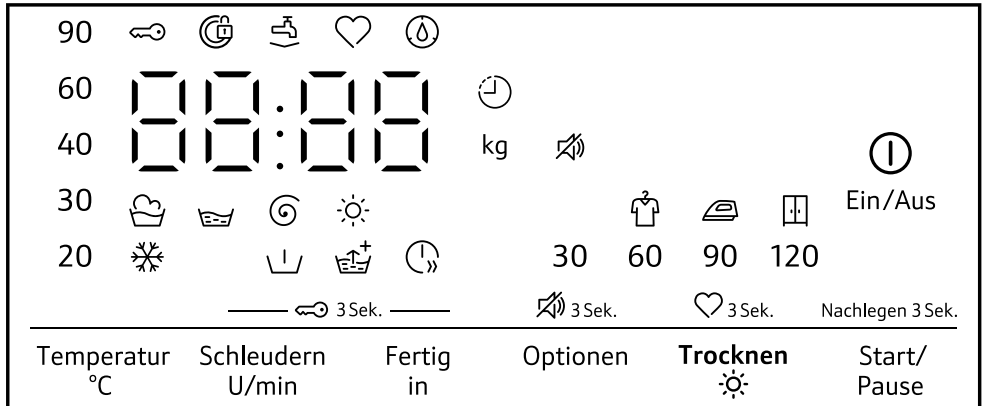 90
60
88:88
40
kg
30
Ein/Aus
20
30 60 90 120
3 Sek.
3 Sek.
3 Sek.
Nachlegen 3 Sek.
Temperatur
°C
Schleudern
U/min
Fertig
in
Optionen
Trocknen
Start/
Pause